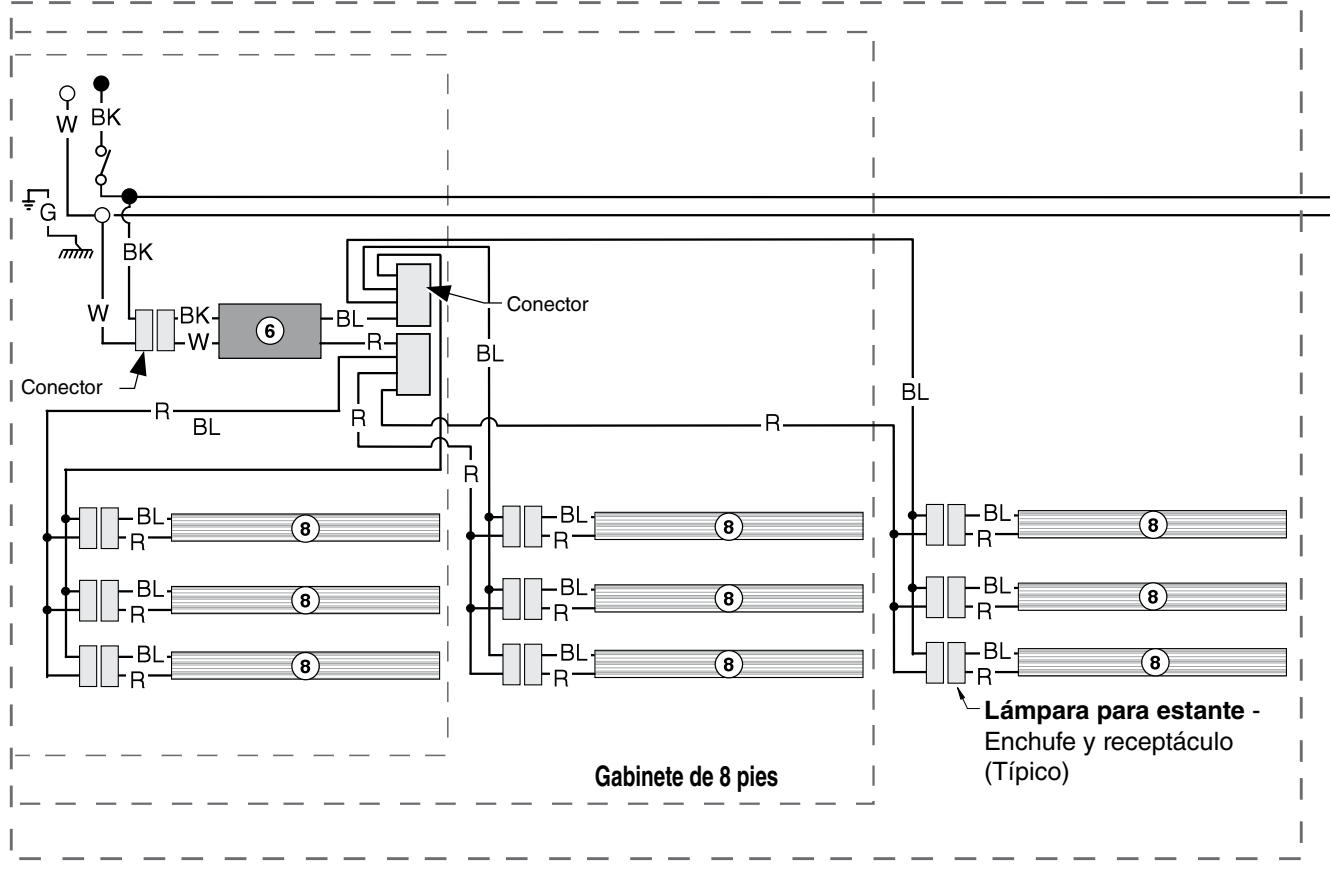 W
BK
G
BK
W
BK
W
6
BL
R
Conector
Conector
BL
BL
R
BL
R
R
R
BL
R
8
BL
R
8
BL
R
8
BL
R
8
BL
R
8
BL
R
8
BL
R
8
BL
R
8
BL
R
8
Lámpara para estante -
Enchufe y receptáculo
(Típico)
Gabinete de 8 pies